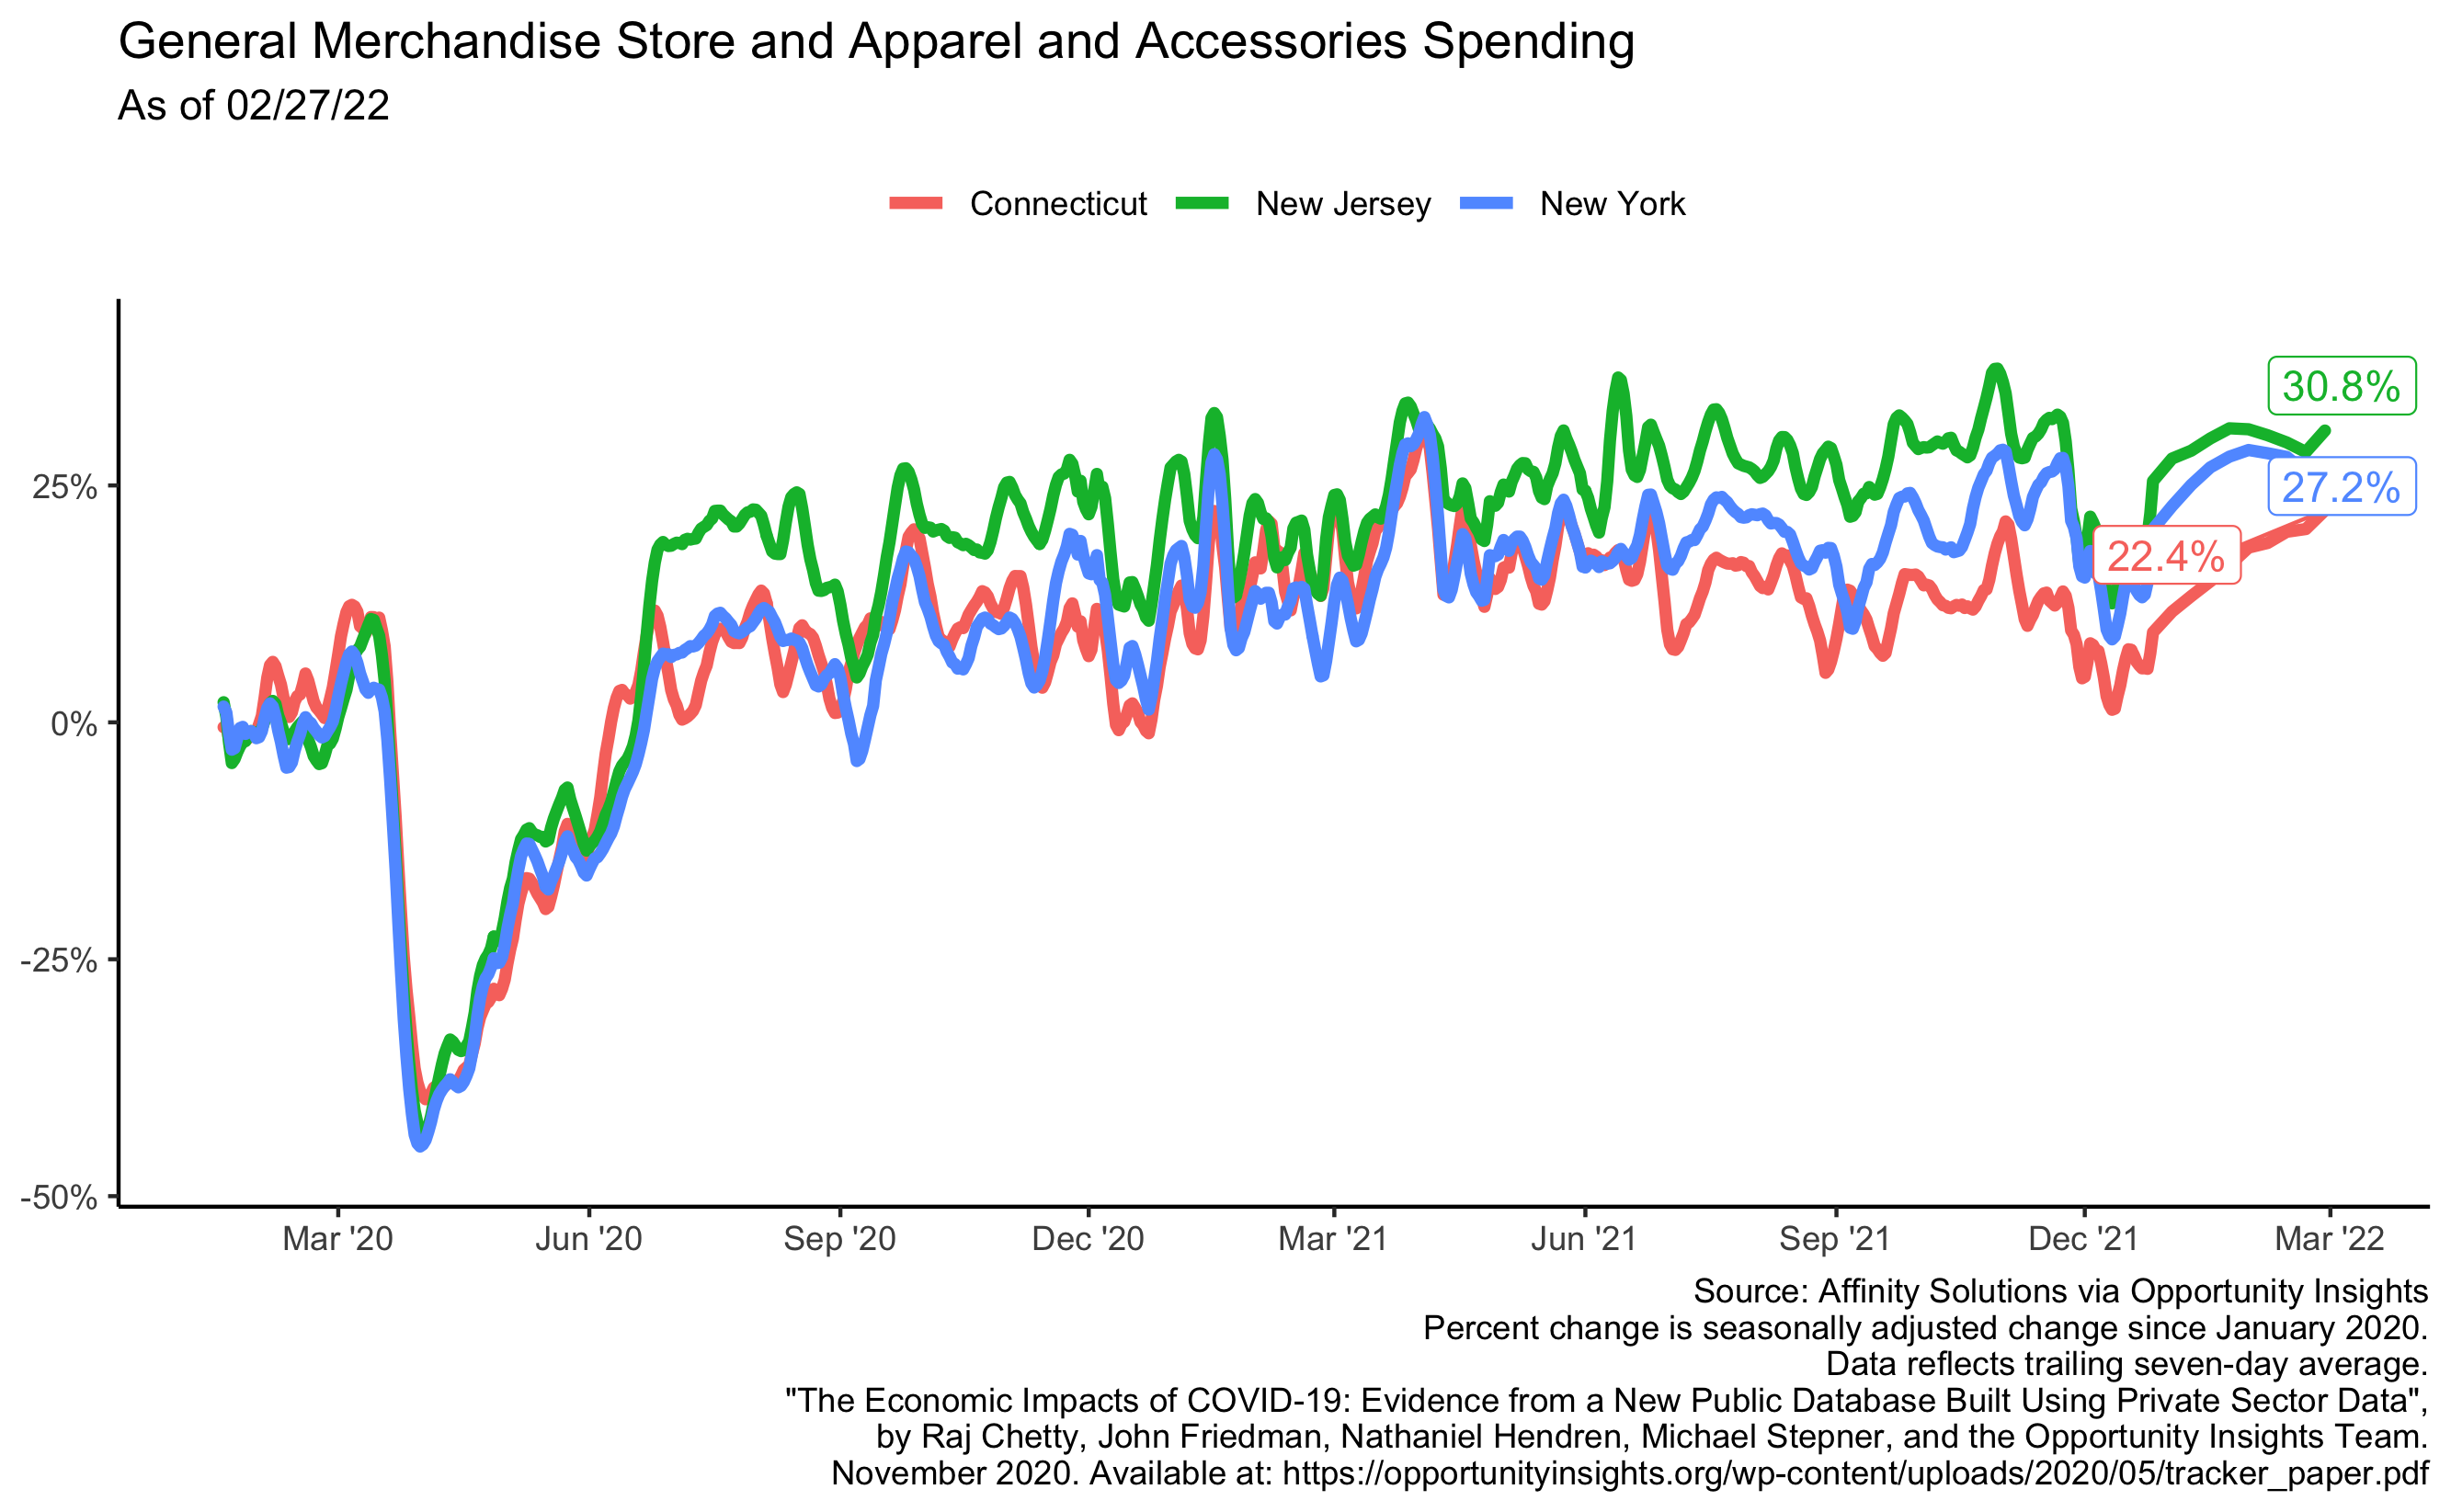 General Merchandise Store and Apparel and Accessories Spending
As of 02/27/22
Connecticut New Jersey New York
30.8%
27.2%
22.4%
25%
0%
-25%
-50%
Mar '20 Jun '20 Sep '20 Dec '20 Mar '21 Jun '21 Sep '21 Dec '21 Mar '22
Source: Affinity Solutions via Opportunity Insights
Percent change is seasonally adjusted change since January 2020.
Data reflects trailing seven-day average.
"The Economic Impacts of COVID-19: Evidence from a New Public Database Built Using Private Sector Data",
by Raj Chetty, John Friedman, Nathaniel Hendren, Michael Stepner, and the Opportunity Insights Team.
November 2020. Available at: https://opportunityinsights.org/wp-content/uploads/2020/05/tracker_paper.pdf